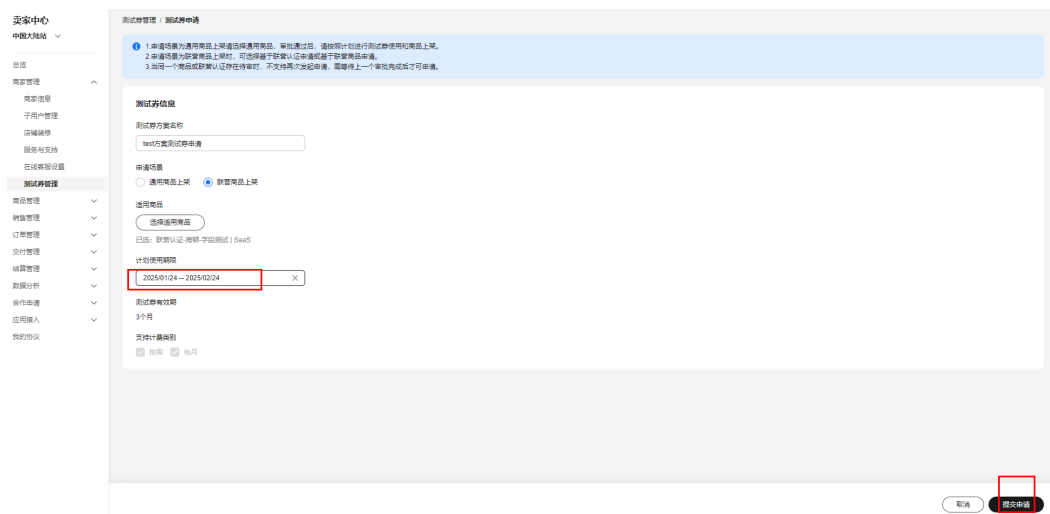 卖家中心
中国大陆站
总览
商家管理
商家信息
子用户管理
店铺装修
服务与支持
在线客服设置
测试券管理
商品管理
销售管理
订单管理
交付管理
结算管理
数据分析
合作申请
应用接入
我的协议
测试券管理 / 测试券申请
1.申请场景为通用商品上架请选择通用商品，审批通过后，请按照计划进行测试券使用和商品上架。
2.申请场景为联营商品上架时，可选择基于联营认证申请或基于联营商品申请。
3.当同一个商品或联营认证存在待审时，不支持再次发起申请，需等待上一个审批完成后才可申请。
测试券信息
测试券方案名称
test方案测试券申请
申请场景
通用商品上架 联营商品上架
适用商品
选择适用商品
已选：联营认证-海顿-字段测试 | SaaS
计划使用期限
2025/01/24 – 2025/02/24
测试券有效期
3个月
支持计费类别
按需 包月
取消 提交申请